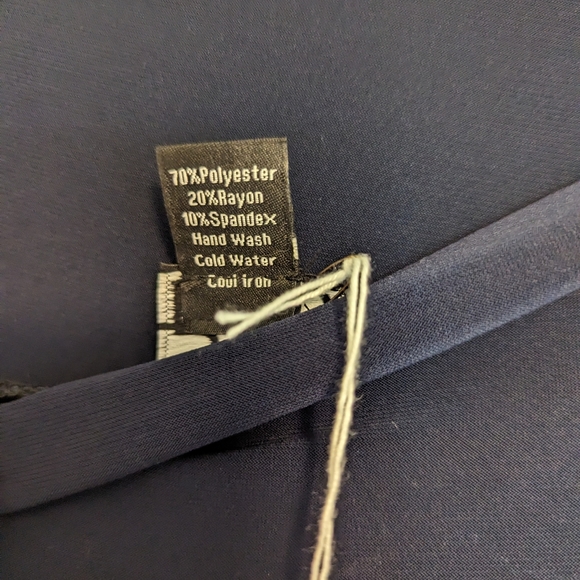 70%Polyester
20%Rayon
10%Spandex
Hand Wash
Cold Water
Cool iron